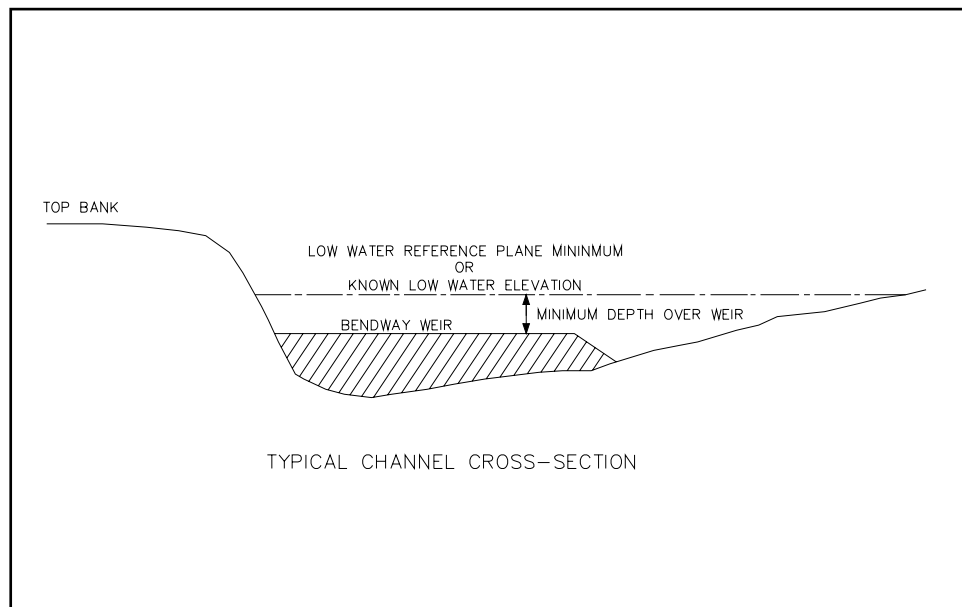 TOP BANK
LOW WATER REFERENCE PLANE MININMUM
OR
KNOWN LOW WATER ELEVATION
MINIMUM DEPTH OVER WEIR
BENDWAY WEIR
TYPICAL CHANNEL CROSS-SECTION